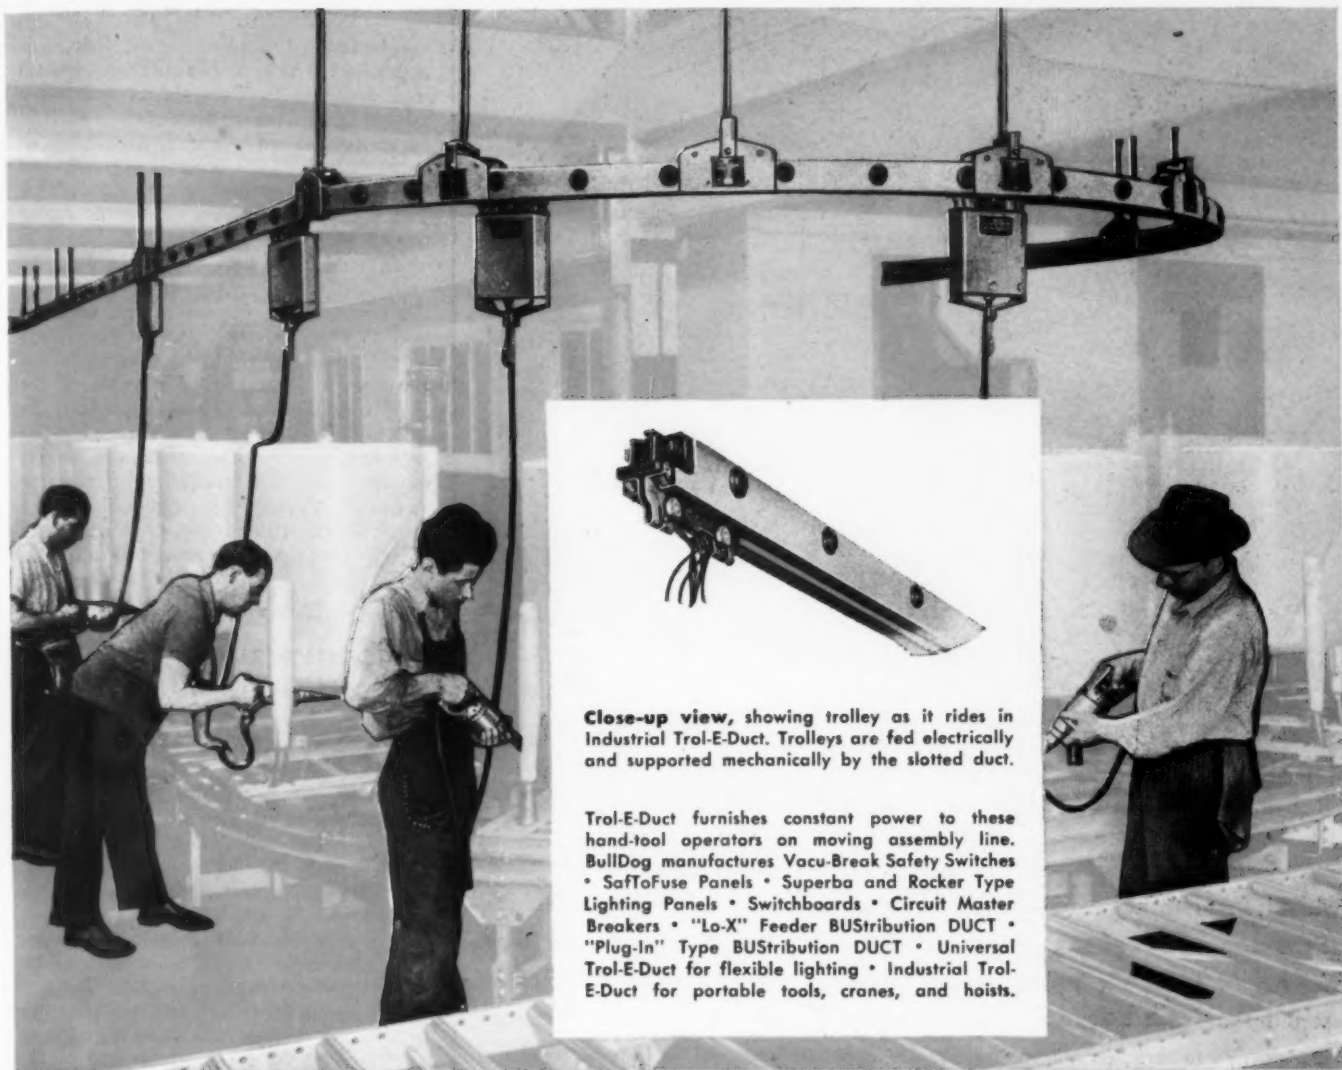 Close-up view, showing trolley as it rides in
Industrial Trol-E-Duct. Trolleys are fed electrically
and supported mechanically by the slotted duct.
Trol-E-Duct furnishes constant power to these
hand-tool operators on moving assembly line.
BullDog manufactures Vacu-Break Safety Switches
• SafToFuse Panels • Superba and Rocker Type
Lighting Panels • Switchboards • Circuit Master
Breakers • "Lo-X" Feeder BUStribution DUCT •
"Plug-In" Type BUStribution DUCT • Universal
Trol-E-Duct for flexible lighting • Industrial Trol-
E-Duct for portable tools, cranes, and hoists.